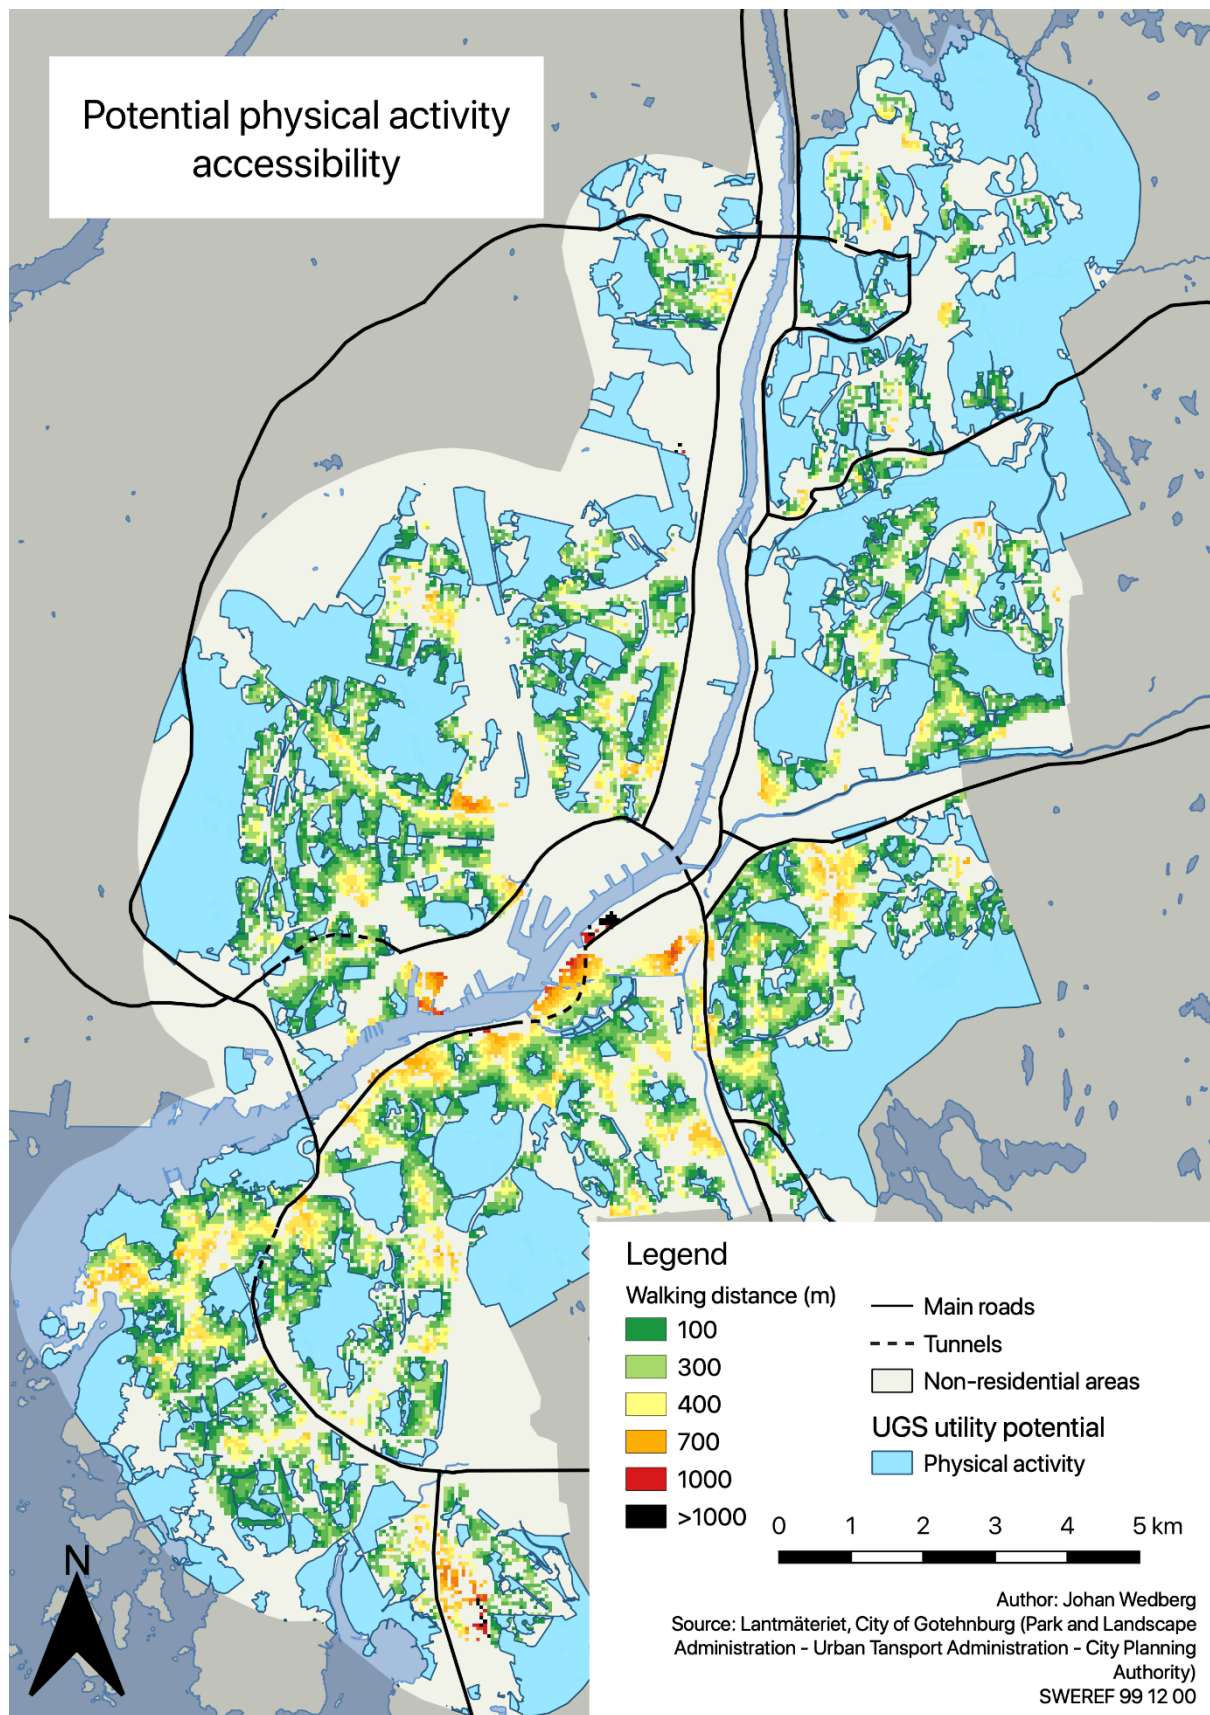 Potential physical activity
accessibility
Legend
Walking distance (m)
100
300
400
700
1000
>1000
Main roads
Tunnels
Non-residential areas
UGS utility potential
Physical activity
0 1 2 3 4 5 km
N
Author: Johan Wedberg
Source: Lantmäteriet, City of Gotehnburg (Park and Landscape
Administration - Urban Tansport Administration - City Planning
Authority)
SWEREF 99 12 00